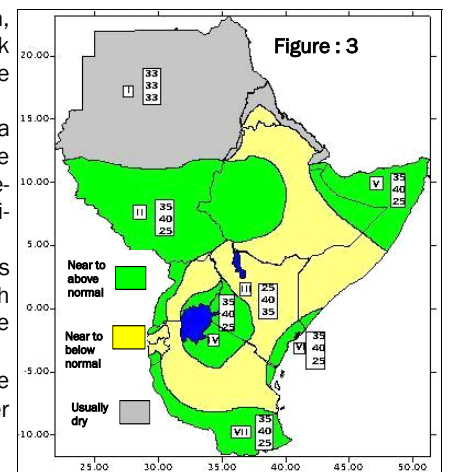 Figure : 3
20.00
15.00
10.00
5.00
0.00
-5.00
-10.00
I
33
33
33
II
35
40
25
V
35
40
25
III
25
40
35
IV
35
40
25
VI
35
40
25
VII
35
40
25
Near to
above
normal
Near to
below
normal
Usually
dry
25.00
30.00
35.00
40.00
45.00
50.00